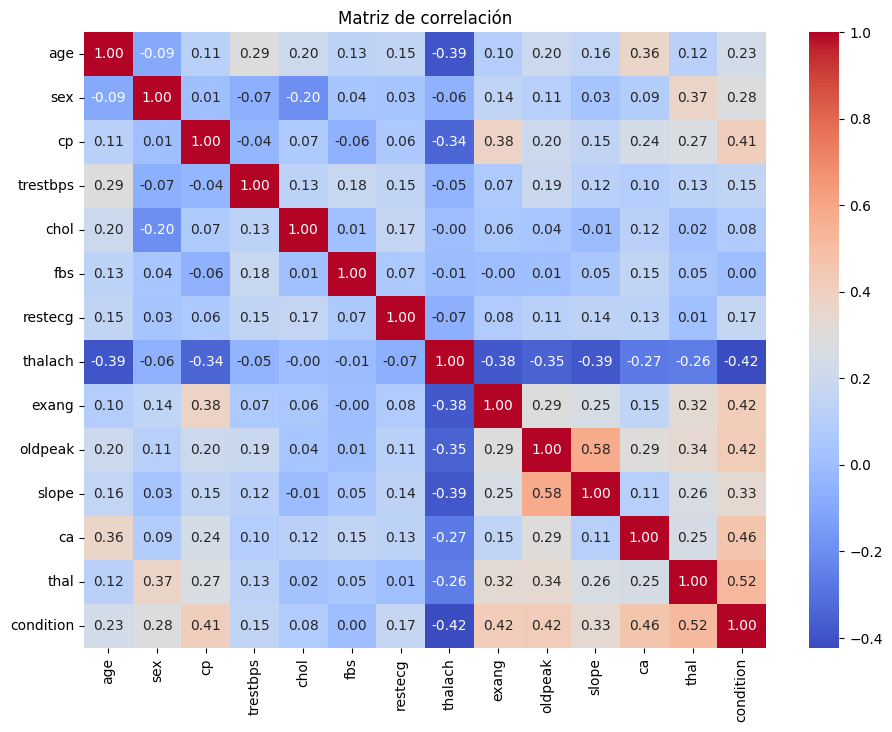 Matriz de correlación
age 1.00 -0.09 0.11 0.29 0.20 0.13 0.15 -0.39 0.10 0.20 0.16 0.36 0.12 0.23
sex -0.09 1.00 0.01 -0.07 -0.20 0.04 0.03 -0.06 0.14 0.11 0.03 0.09 0.37 0.28
cp 0.11 0.01 1.00 -0.04 0.07 -0.06 0.06 -0.34 0.38 0.20 0.15 0.24 0.27 0.41
trestbps 0.29 -0.07 -0.04 1.00 0.13 0.18 0.15 -0.05 0.07 0.19 0.12 0.10 0.13 0.15
chol 0.20 -0.20 0.07 0.13 1.00 0.01 0.17 -0.00 0.06 0.04 -0.01 0.12 0.02 0.08
fbs 0.13 0.04 -0.06 0.18 0.01 1.00 0.07 -0.01 -0.00 0.01 0.05 0.15 0.05 0.00
restecg 0.15 0.03 0.06 0.15 0.17 0.07 1.00 -0.07 0.08 0.11 0.14 0.13 0.01 0.17
thalach -0.39 -0.06 -0.34 -0.05 -0.00 -0.01 -0.07 1.00 -0.38 -0.35 -0.39 -0.27 -0.26 -0.42
exang 0.10 0.14 0.38 0.07 0.06 -0.00 0.08 -0.38 1.00 0.29 0.25 0.15 0.32 0.42
oldpeak 0.20 0.11 0.20 0.19 0.04 0.01 0.11 -0.35 0.29 1.00 0.58 0.29 0.34 0.42
slope 0.16 0.03 0.15 0.12 -0.01 0.05 0.14 -0.39 0.25 0.58 1.00 0.11 0.26 0.33
ca 0.36 0.09 0.24 0.10 0.12 0.15 0.13 -0.27 0.15 0.29 0.11 1.00 0.25 0.46
thal 0.12 0.37 0.27 0.13 0.02 0.05 0.01 -0.26 0.32 0.34 0.26 0.25 1.00 0.52
condition 0.23 0.28 0.41 0.15 0.08 0.00 0.17 -0.42 0.42 0.42 0.33 0.46 0.52 1.00
age sex cp trestbps chol fbs restecg thalach exang oldpeak slope ca thal condition
1.0
0.8
0.6
0.4
0.2
0.0
−0.2
−0.4